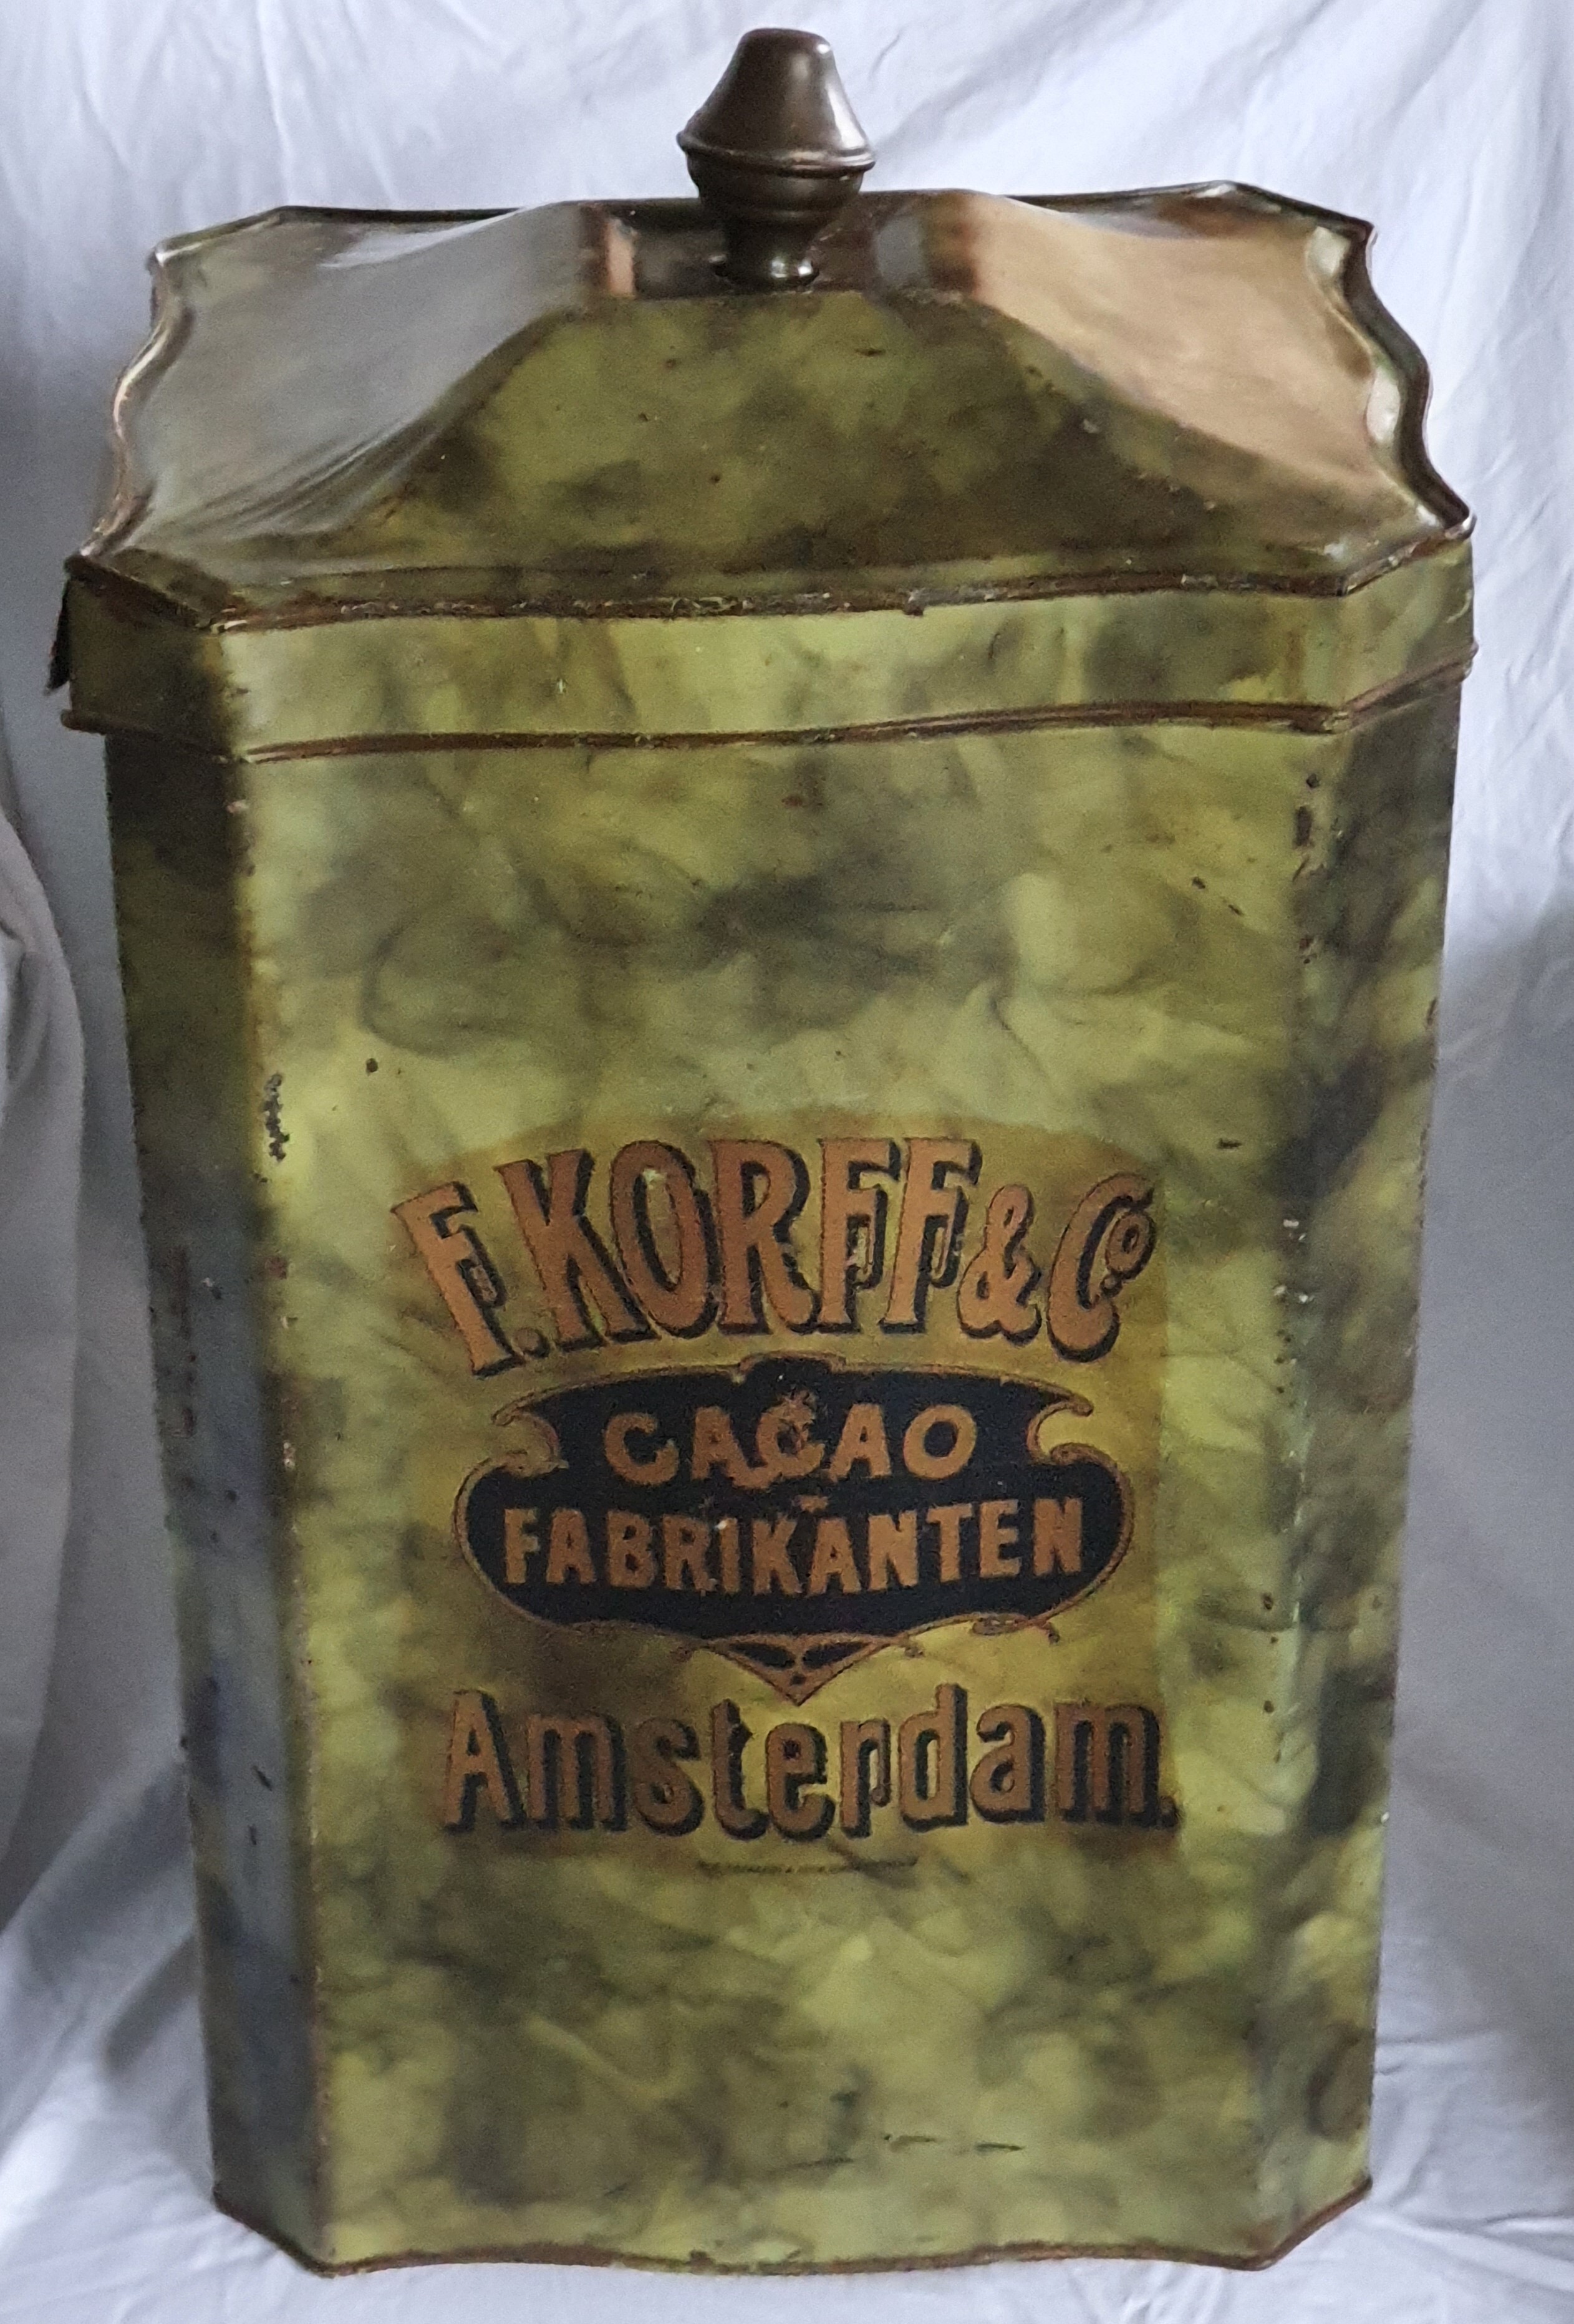 F. KORFF & Co.
CACAO
FABRIKANTEN
Amsterdam.